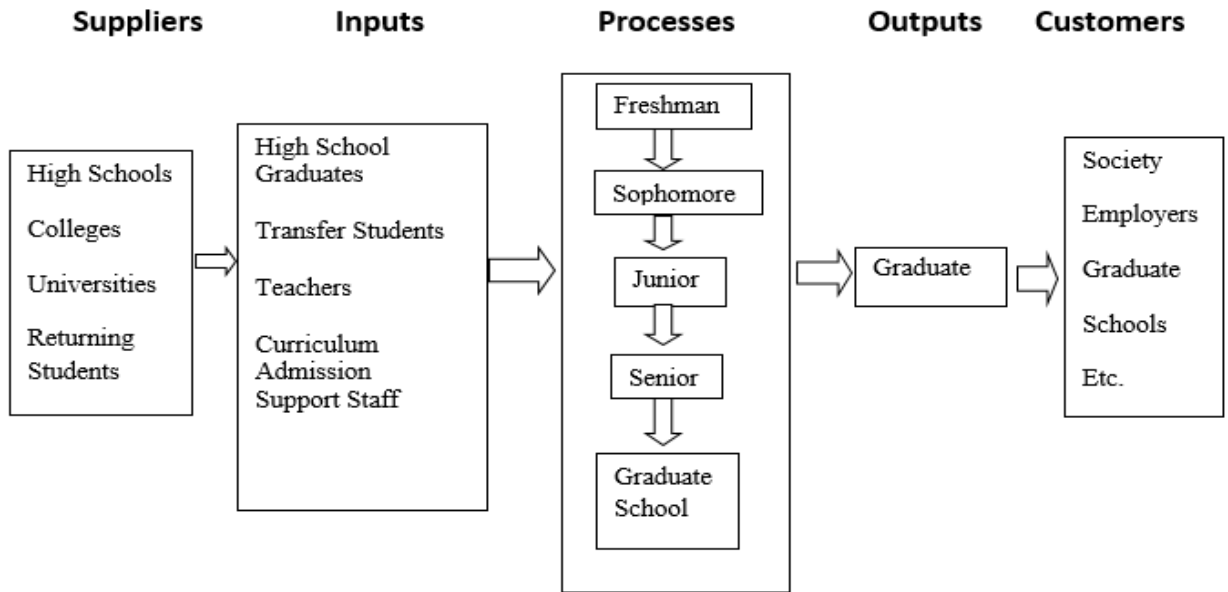 Suppliers Inputs Processes Outputs Customers
High Schools
Colleges
Universities
Returning
Students
High School
Graduates
Transfer Students
Teachers
Curriculum
Admission
Support Staff
Freshman
Sophomore
Junior
Senior
Graduate
School
Graduate
Society
Employers
Graduate
Schools
Etc.